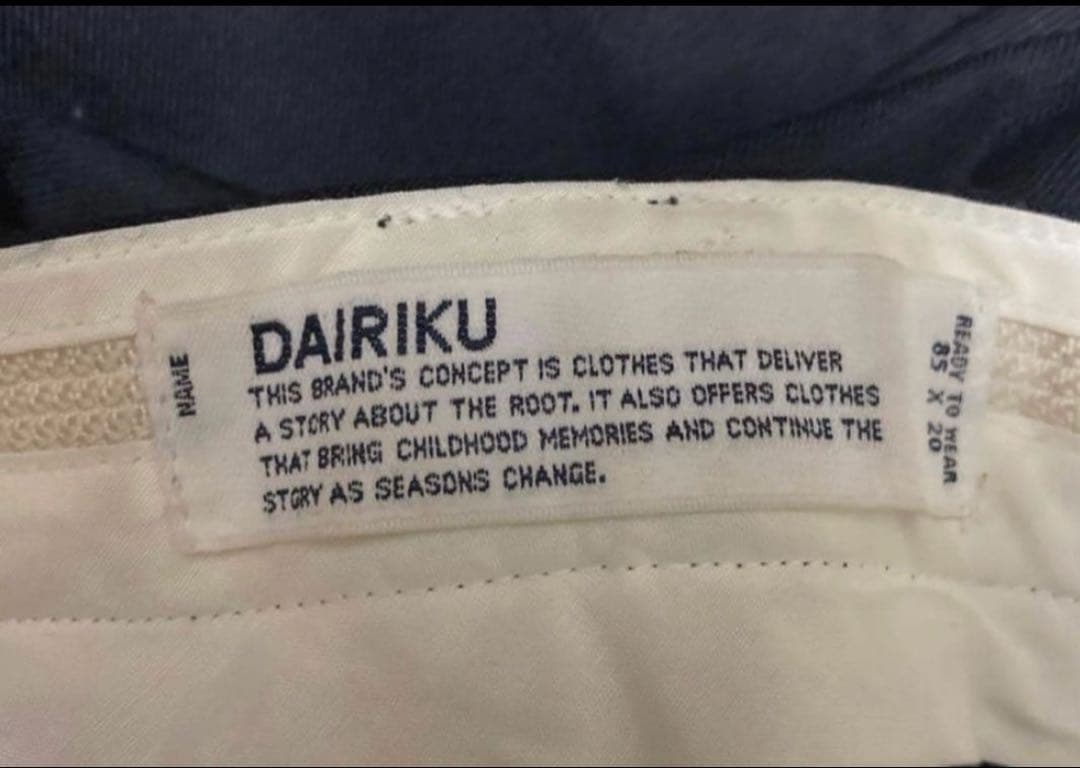 DAIRIKU
THIS BRAND'S CONCEPT IS CLOTHES THAT DELIVER
A STORY ABOUT THE ROOT. IT ALSO OFFERS CLOTHES
THAT BRING CHILDHOOD MEMORIES AND CONTINUE THE
STORY AS SEASONS CHANGE.
NAME
READY TO WEAR
85 X 20